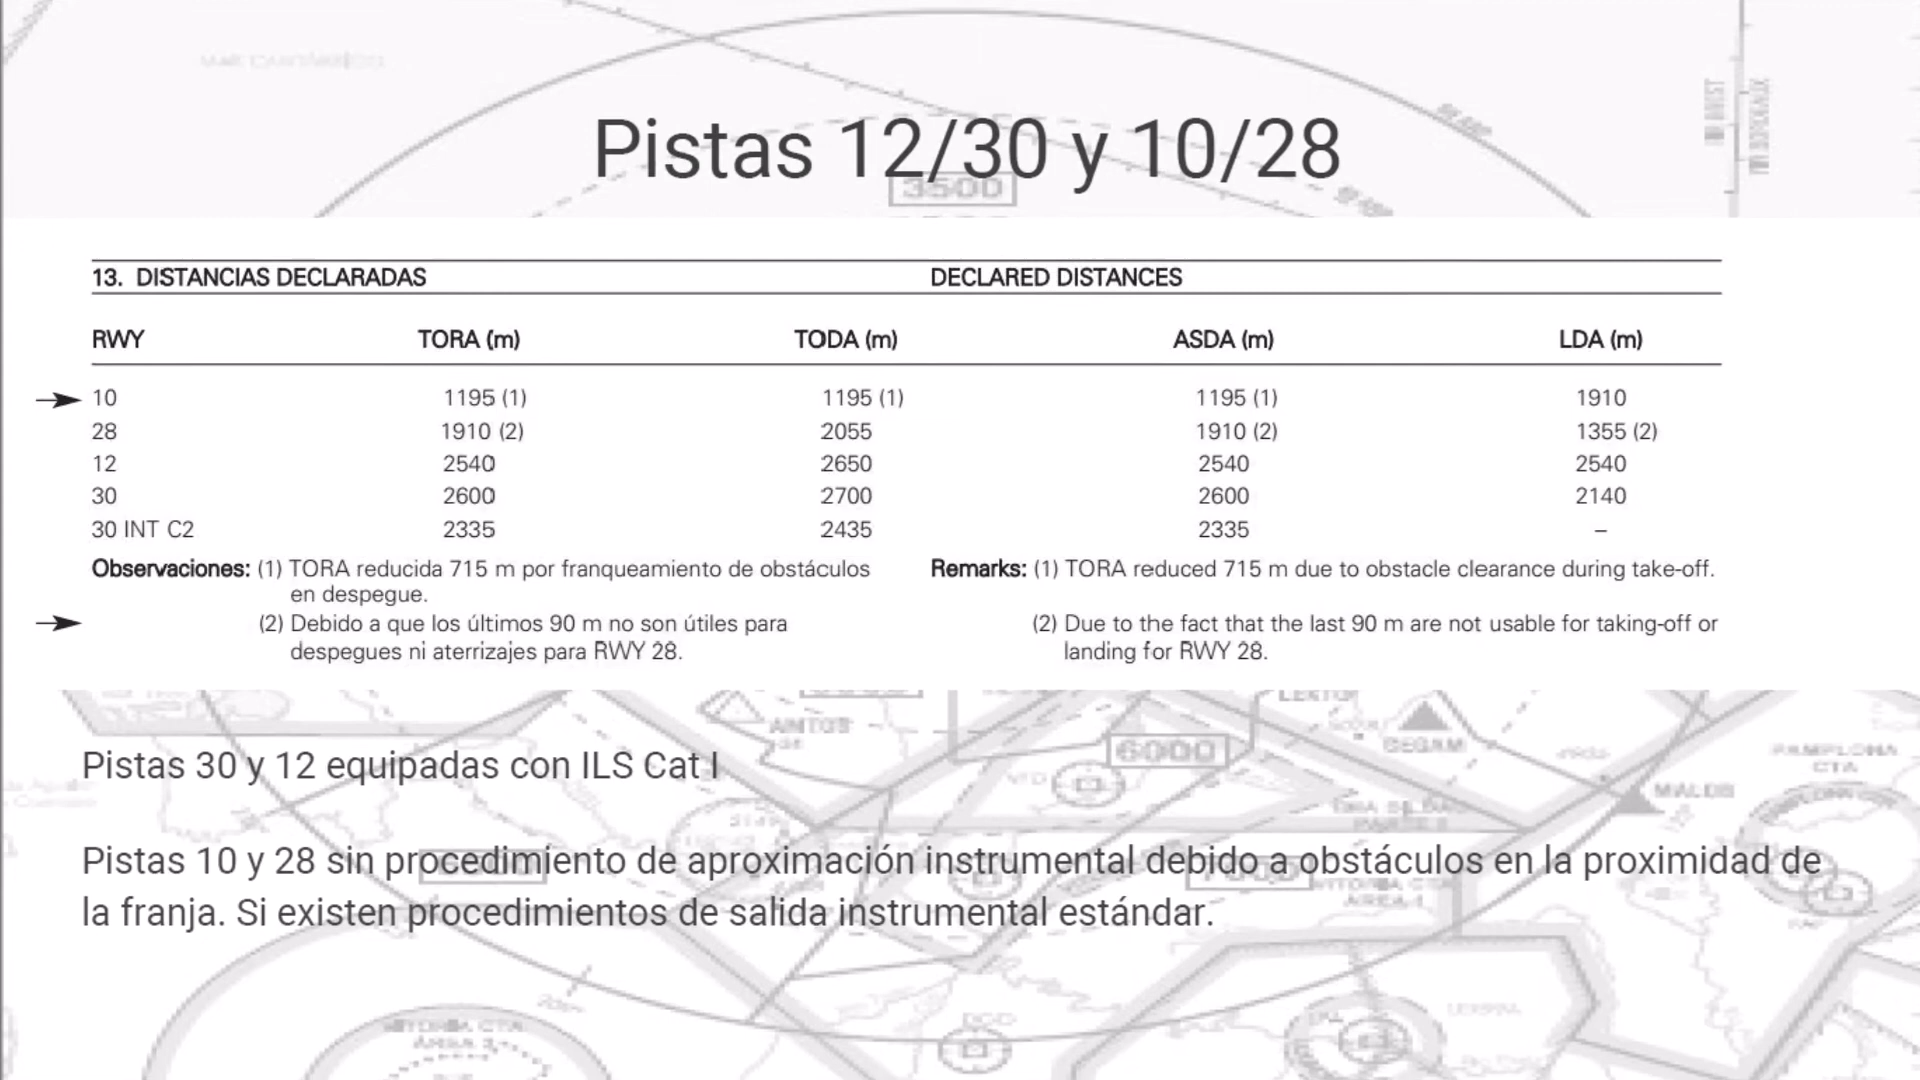 MAR CANTÁBRICO
Pistas 12/30 y 10/28
3500
13. DISTANCIAS DECLARADAS DECLARED DISTANCES
RWY TORA (m) TODA (m) ASDA (m) LDA (m)
10 1195 (1) 1195 (1) 1195 (1) 1910
28 1910 (2) 2055 1910 (2) 1355 (2)
12 2540 2650 2540 2540
30 2600 2700 2600 2140
30 INT C2 2335 2435 2335 –
Observaciones: (1) TORA reducida 715 m por franqueamiento de obstáculos
en despegue.
(2) Debido a que los últimos 90 m no son útiles para
despegues ni aterrizajes para RWY 28.
Remarks: (1) TORA reduced 715 m due to obstacle clearance during take-off.
(2) Due to the fact that the last 90 m are not usable for taking-off or
landing for RWY 28.
6000
PAMPLONA
CTA
Pistas 30 y 12 equipadas con ILS Cat I
Pistas 10 y 28 sin procedimiento de aproximación instrumental debido a obstáculos en la proximidad de
la franja. Si existen procedimientos de salida instrumental estándar.